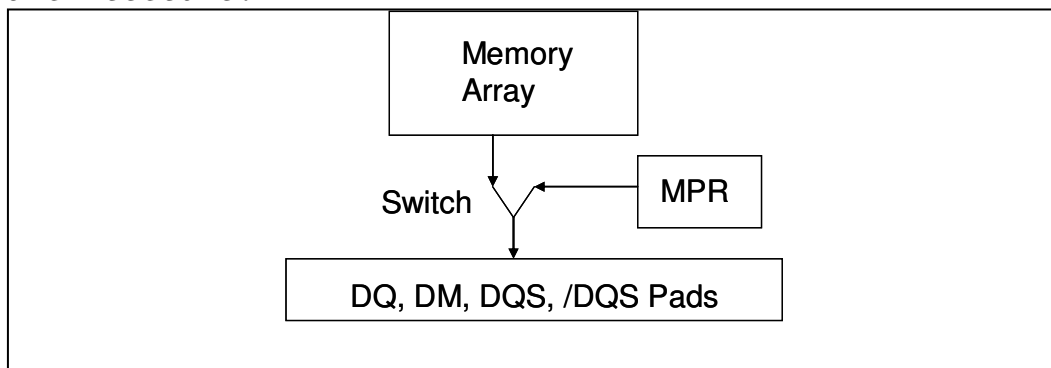 Memory
Array
Switch
MPR
DQ, DM, DQS, /DQS Pads